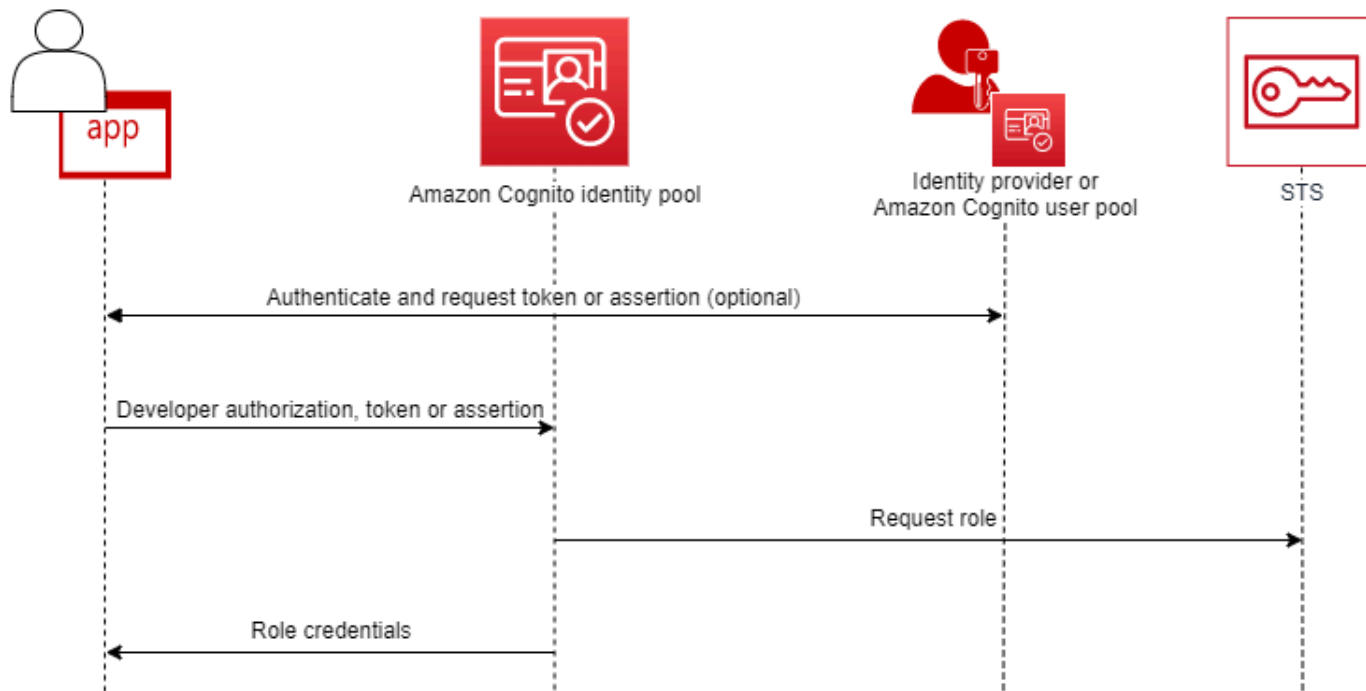 app
Amazon Cognito identity pool
Identity provider or
Amazon Cognito user pool
STS
Authenticate and request token or assertion (optional)
Developer authorization, token or assertion
Request role
Role credentials